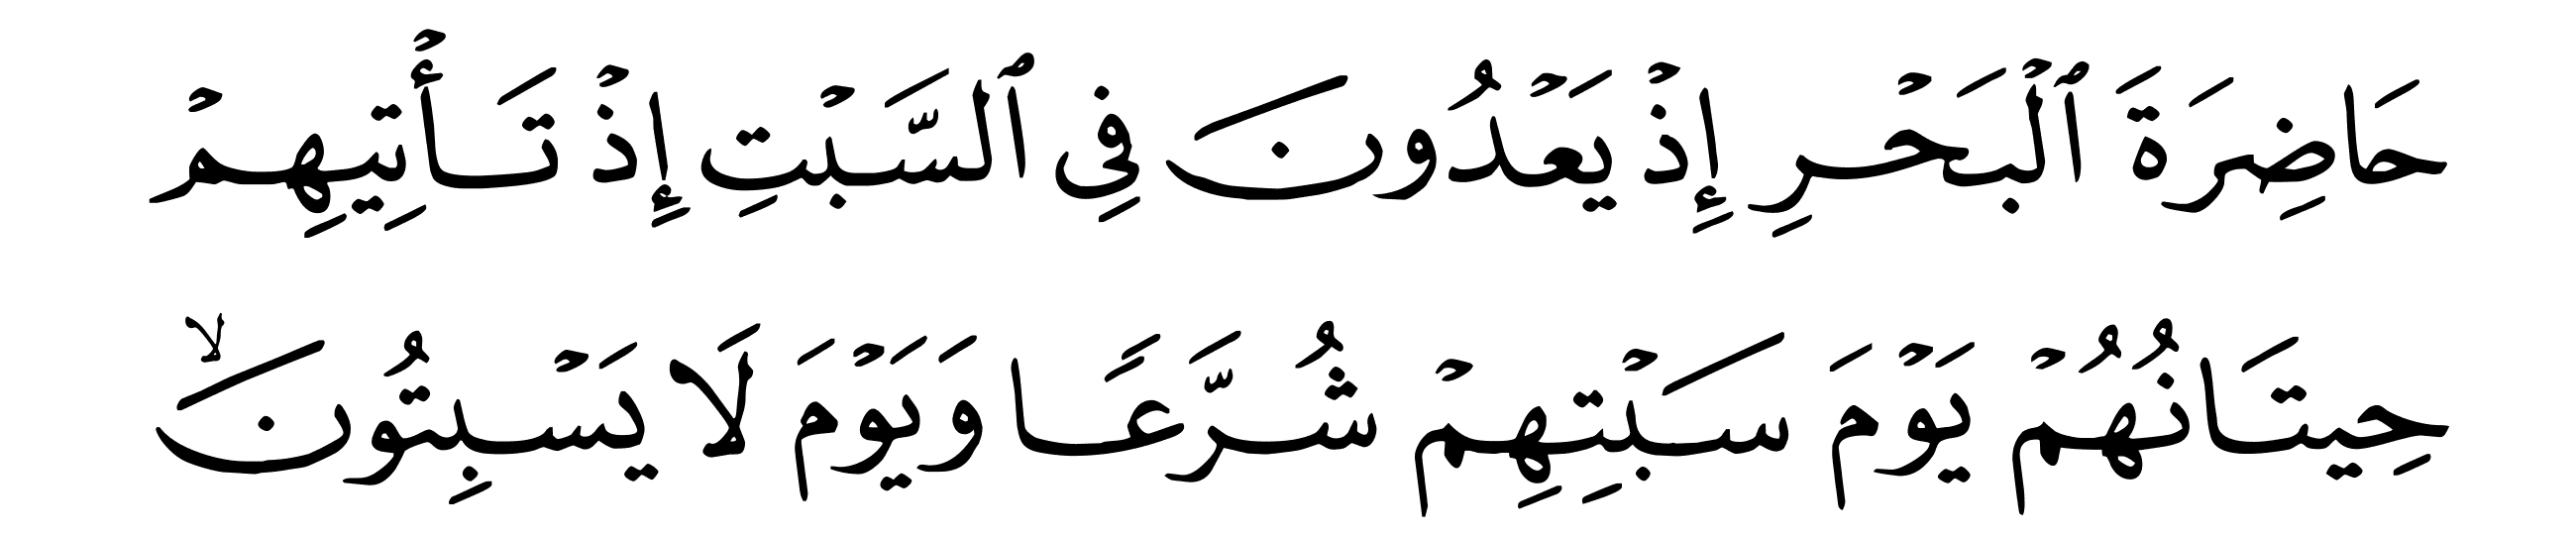 حَاضِرَةَ ٱلۡبَحۡرِ إِذۡ يَعۡدُونَ فِي ٱلسَّبۡتِ إِذۡ تَأۡتِيهِمۡ
حِيتَانُهُمۡ يَوۡمَ سَبۡتِهِمۡ شُرَّعًا وَيَوۡمَ لَا يَسۡبِتُونَۙ